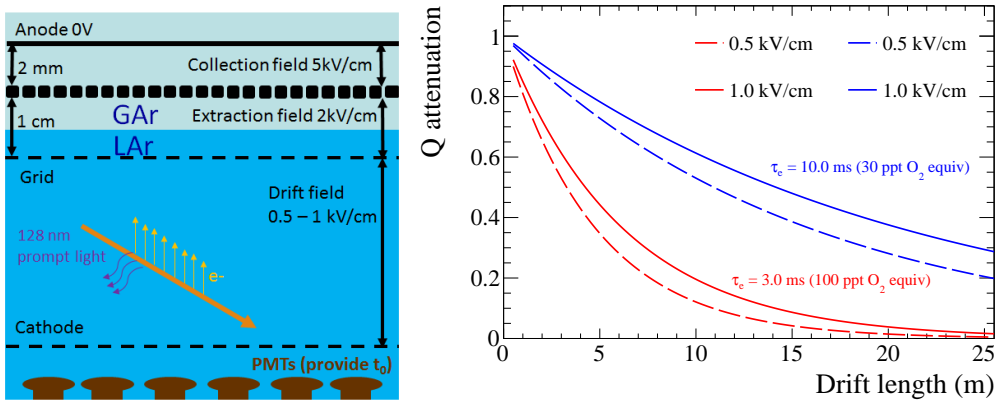 Anode 0V
2 mm
Collection field 5kV/cm
1 cm
GAr
Extraction field 2kV/cm
LAr
Grid
Drift field
0.5 – 1 kV/cm
128 nm
prompt light
e-
Cathode
PMTs (provide t0)
Q attenuation
1
0.8
0.6
0.4
0.2
0
0.5 kV/cm
0.5 kV/cm
1.0 kV/cm
1.0 kV/cm
τe = 10.0 ms (30 ppt O2 equiv)
τe = 3.0 ms (100 ppt O2 equiv)
0 5 10 15 20 25
Drift length (m)